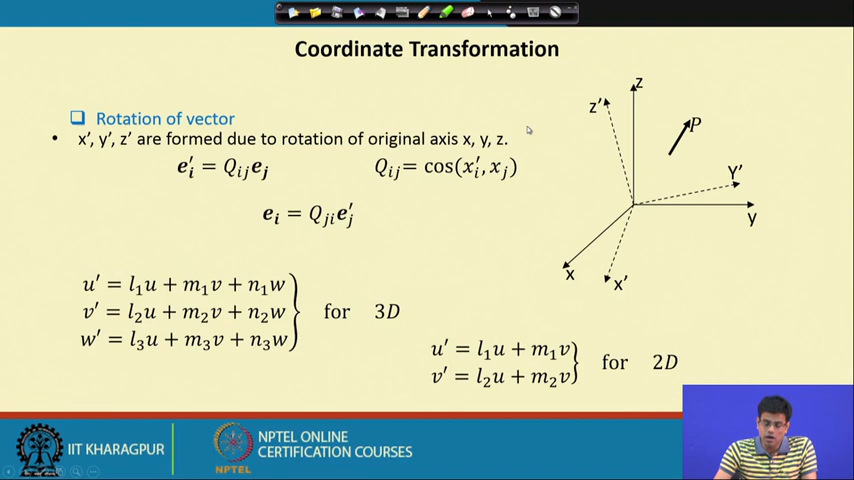 Coordinate Transformation
❑ Rotation of vector
• x′, y′, z′ are formed due to rotation of original axis x, y, z.
e′ᵢ = Qᵢⱼeⱼ    Qᵢⱼ= cos(x′ᵢ, xⱼ)
eᵢ = Qⱼᵢe′ⱼ
u′ = l₁u + m₁v + n₁w
v′ = l₂u + m₂v + n₂w
w′ = l₃u + m₃v + n₃w
for 3D
u′ = l₁u + m₁v
v′ = l₂u + m₂v
for 2D
z
z′
P
Y′
y
x
x′
IIT KHARAGPUR
NPTEL
NPTEL ONLINE
CERTIFICATION COURSES